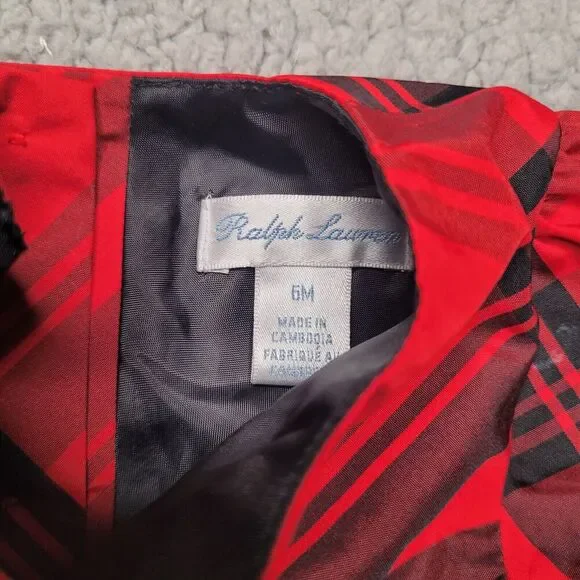 Ralph Lauren
6M
MADE IN
CAMBODIA
FABRIQUÉ AU